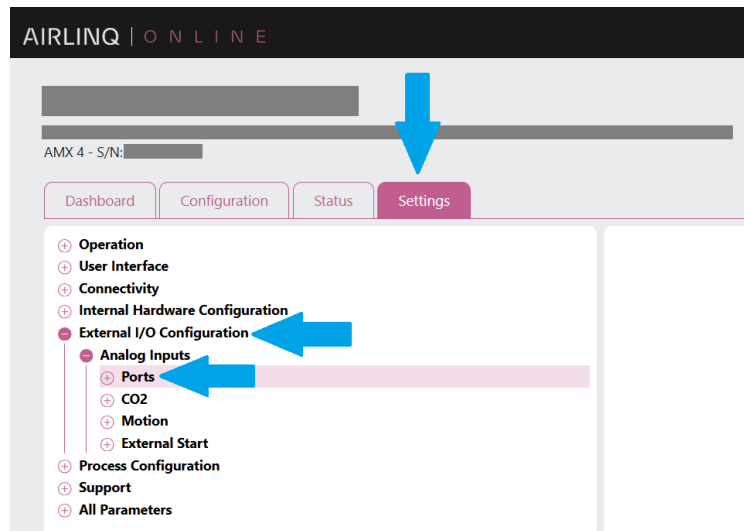 AIRLINQ | ONLINE
AMX 4 - S/N:
Dashboard Configuration Status Settings
Operation
User Interface
Connectivity
Internal Hardware Configuration
External I/O Configuration
Analog Inputs
Ports
CO2
Motion
External Start
Process Configuration
Support
All Parameters